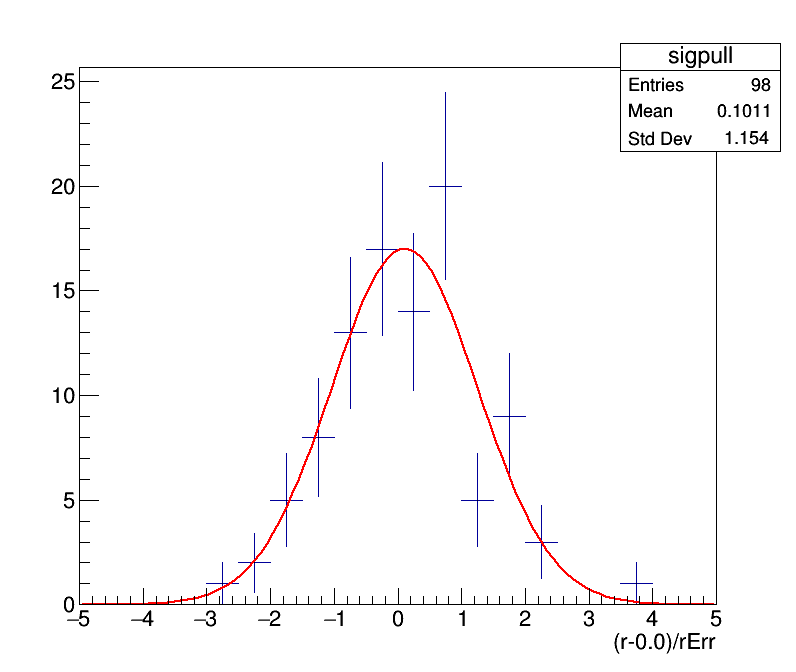 sigpull
Entries 98
Mean 0.1011
Std Dev 1.154
25
20
15
10
5
0
−5 −4 −3 −2 −1 0 1 2 3 4 5
(r-0.0)/rErr